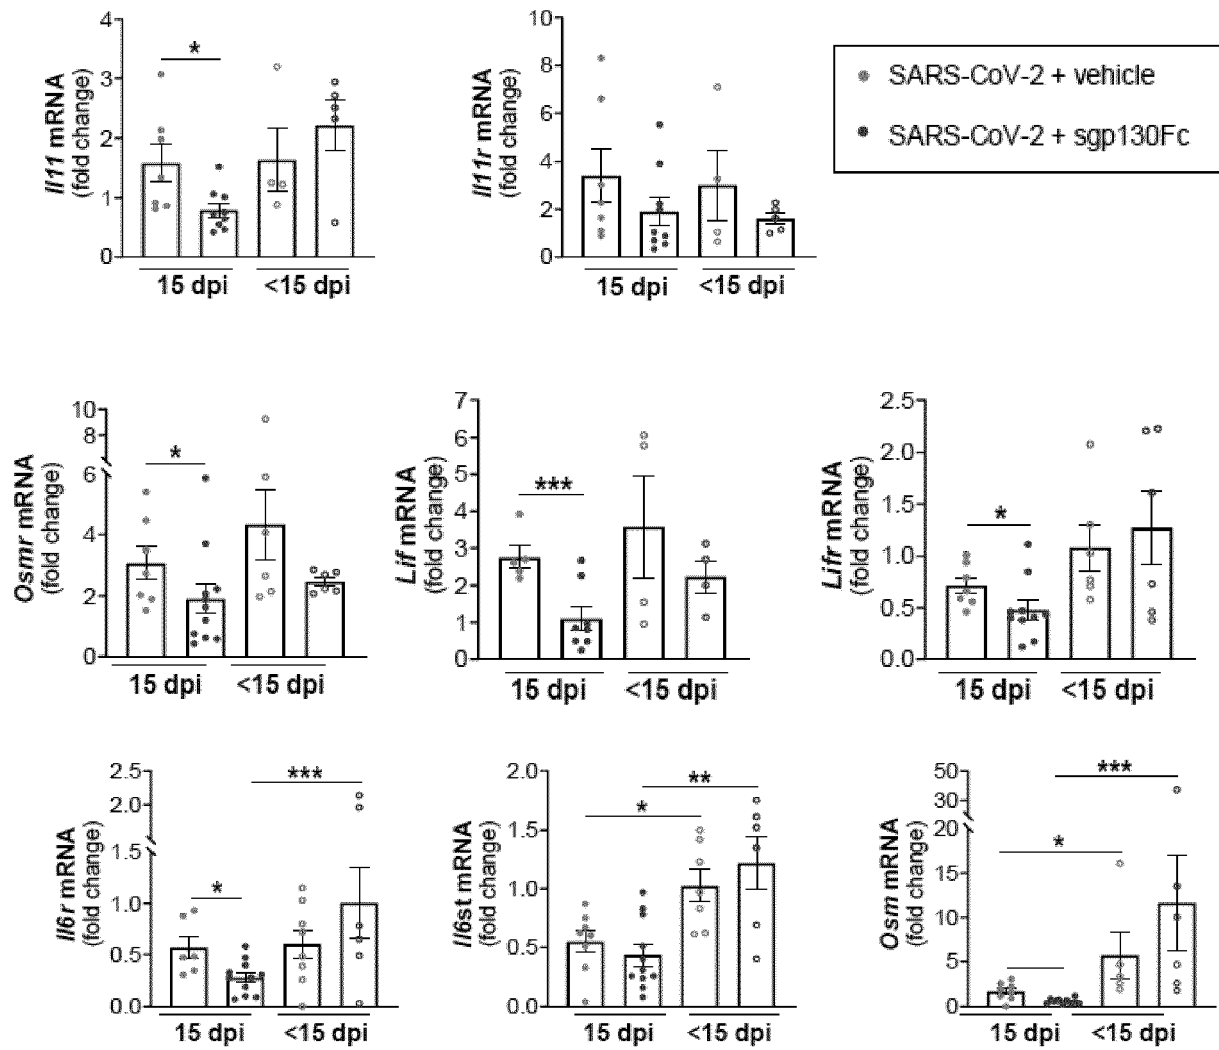 Il11 mRNA
(fold change)
4
3
2
1
0
*
15 dpi
<15 dpi
Il11r mRNA
(fold change)
10
8
6
4
2
0
15 dpi
<15 dpi
SARS-CoV-2 + vehicle
SARS-CoV-2 + sgp130Fc
Osmr mRNA
(fold change)
10
8
6
4
2
0
*
15 dpi
<15 dpi
Lif mRNA
(fold change)
7
6
5
4
3
2
1
0
***
15 dpi
<15 dpi
Lifr mRNA
(fold change)
2.5
2.0
1.5
1.0
0.5
0.0
*
15 dpi
<15 dpi
Il6r mRNA
(fold change)
2.5
2.0
1.5
1.0
0.5
0.0
*
***
15 dpi
<15 dpi
Il6st mRNA
(fold change)
2.0
1.5
1.0
0.5
0.0
*
**
15 dpi
<15 dpi
Osm mRNA
(fold change)
50
30
20
15
10
5
0
*
***
15 dpi
<15 dpi